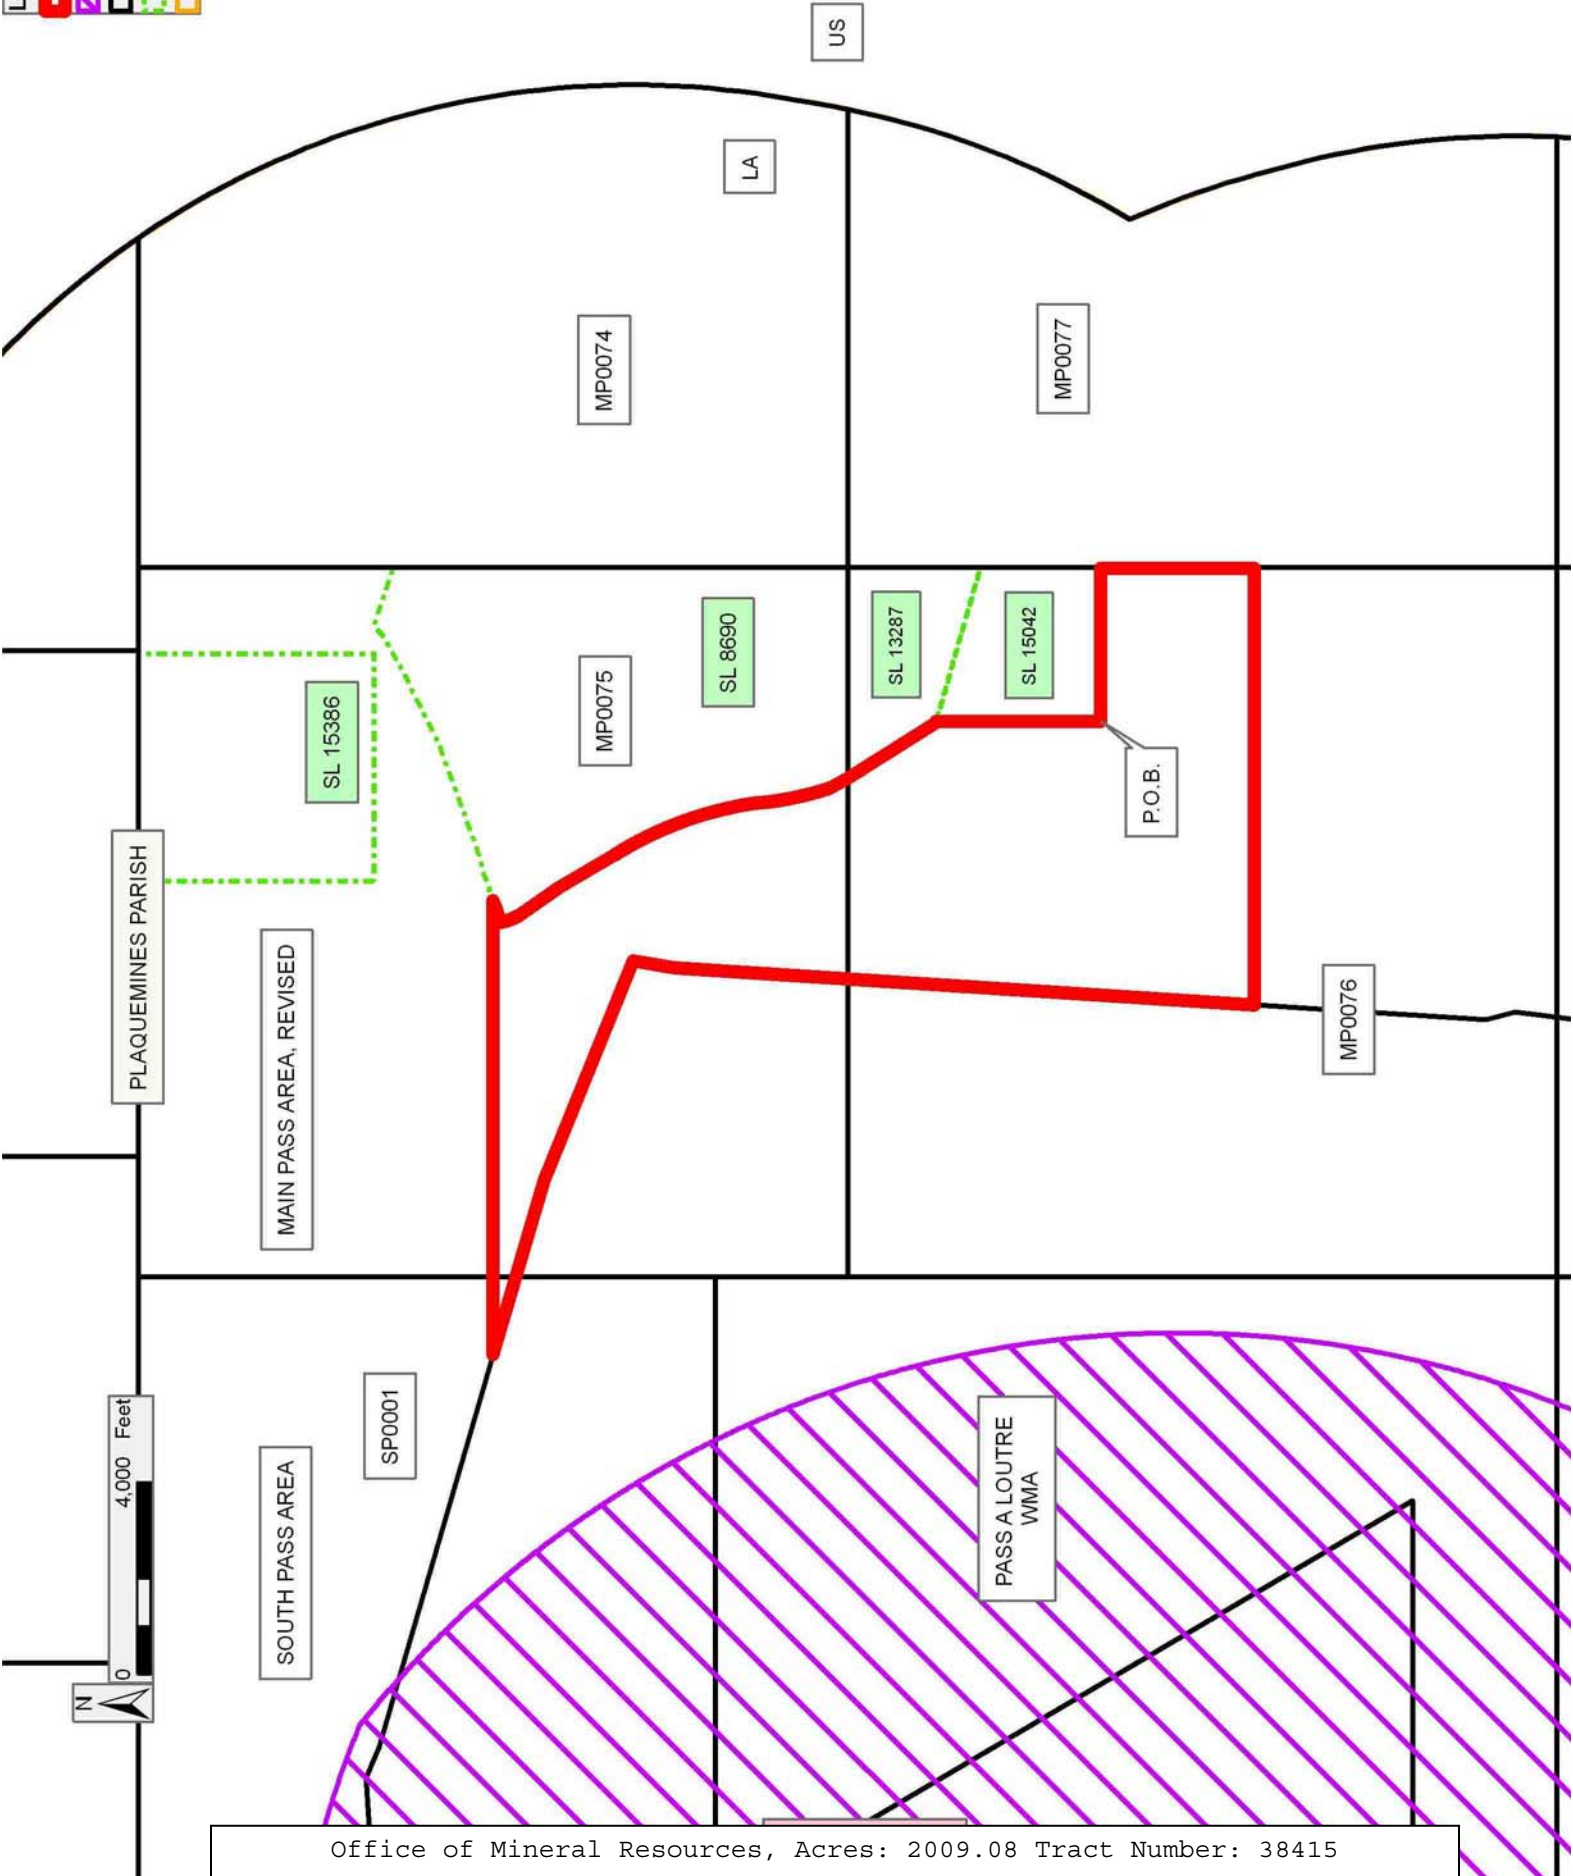 US
LA
MP0074
MP0077
SL 15386
SL 8690
SL 13287
SL 15042
MP0075
P.O.B.
PLAQUEMINES PARISH
MAIN PASS AREA, REVISED
MP0076
0 4,000 Feet
N
SP0001
SOUTH PASS AREA
PASS A LOUTRE
WMA
Office of Mineral Resources, Acres: 2009.08 Tract Number: 38415